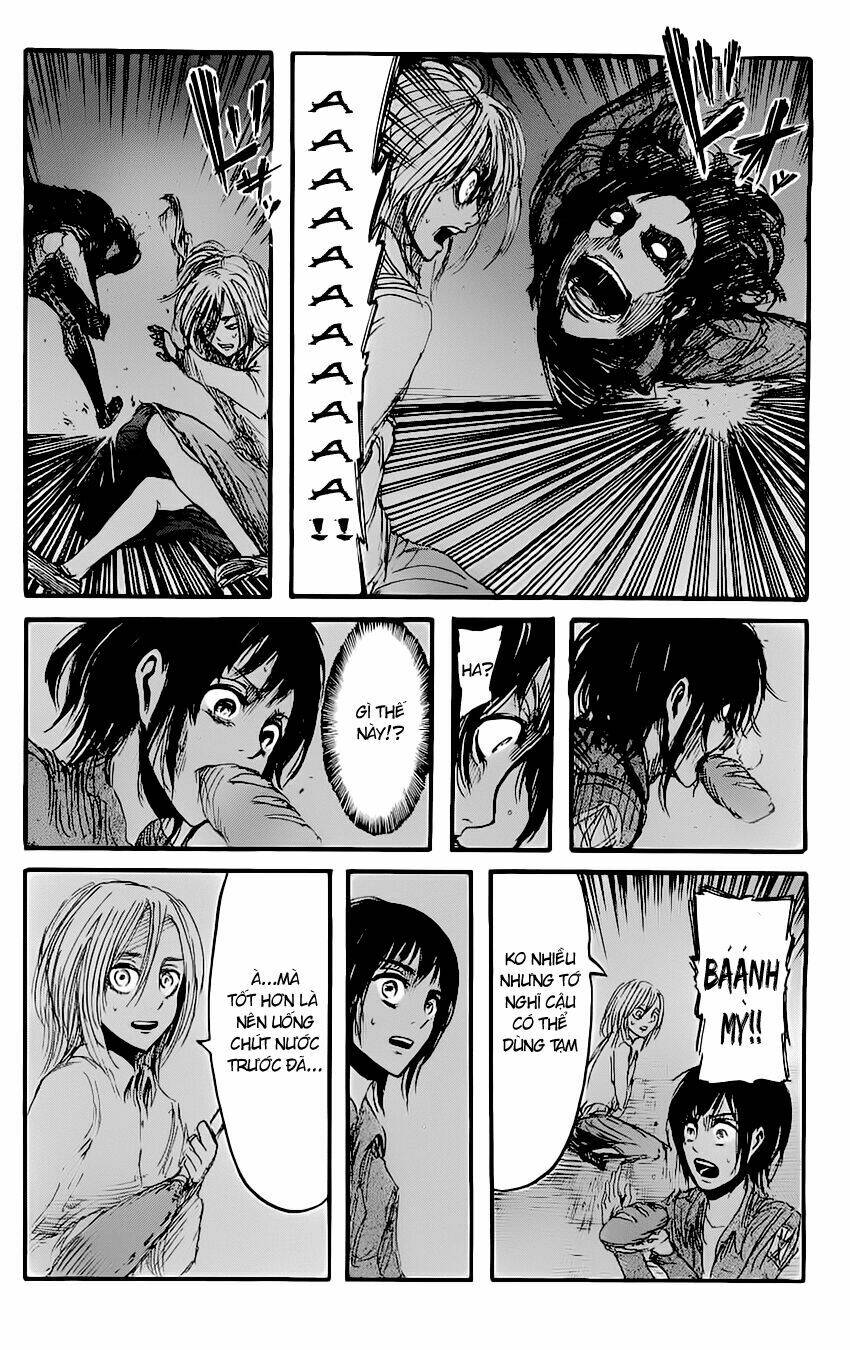 AAAAAAAAAAA!!
HA?
GÌ THẾ
NÀY!?
BÁÁNH
MỲ!!
KO NHIỀU
NHƯNG TỚ
NGHĨ CẬU
CÓ THỂ
DÙNG TẠM
À...MÀ
TỐT HƠN LÀ
NÊN UỐNG
CHÚT NƯỚC
TRƯỚC ĐÃ...